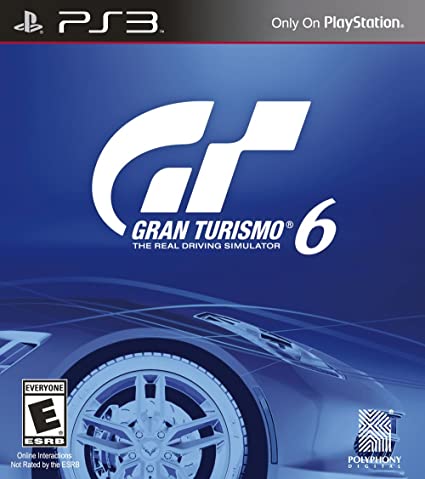 PS3
Only On PlayStation®
GT
GRAN TURISMO® 6
THE REAL DRIVING SIMULATOR
EVERYONE
E
ESRB
Online Interactions
Not Rated by the ESRB
POLYPHONY
DIGITAL